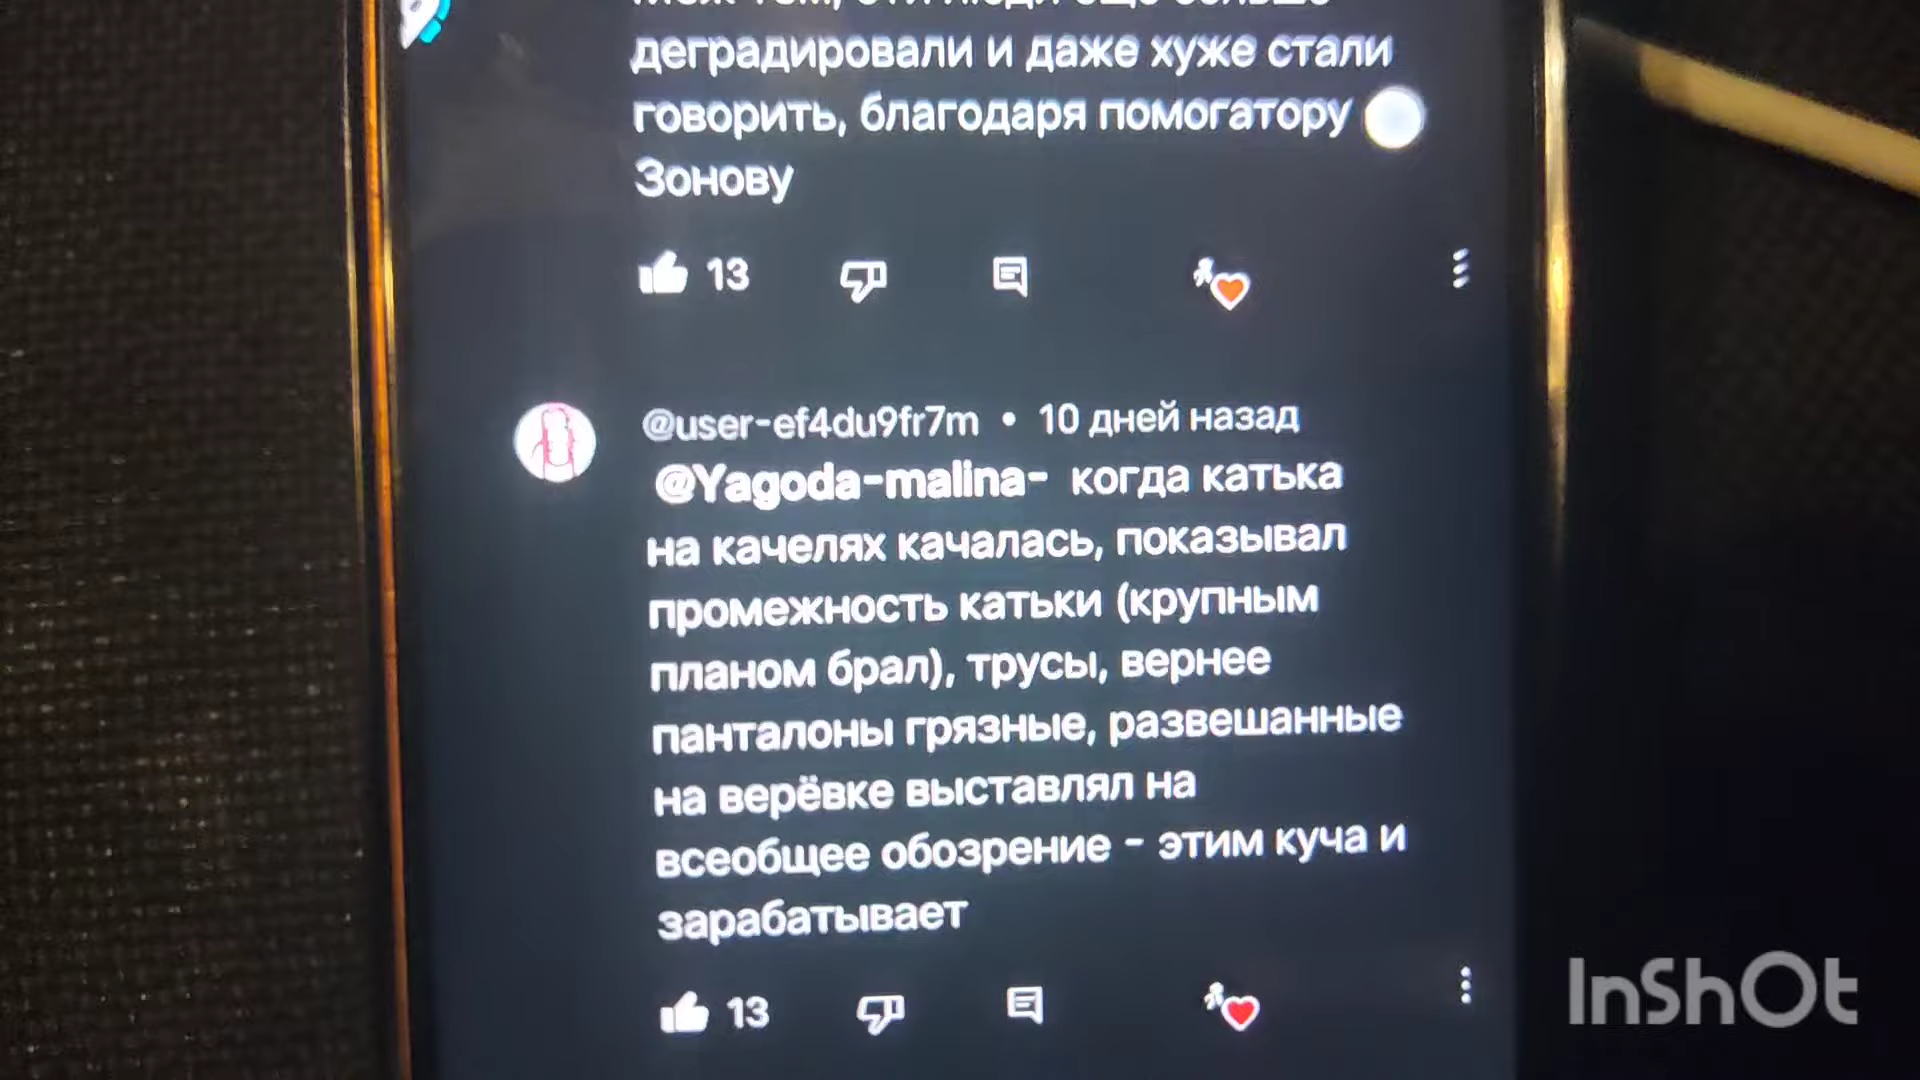 деградировали и даже хуже стали
говорить, благодаря помогатору
Зонову
13
@user-ef4du9fr7m • 10 дней назад
@Yagoda-malina- когда катька
на качелях качалась, показывал
промежность катьки (крупным
планом брал), трусы, вернее
панталоны грязные, развешанные
на верёвке выставлял на
всеобщее обозрение - этим куча и
зарабатывает
13
InShOt